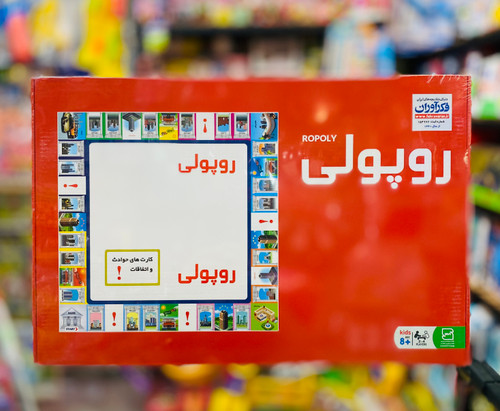 فکرآوران
ROPOLY
روپولی
روپولی
کارت های حوادث
و اتفاقات
!
روپولی
kids
8+